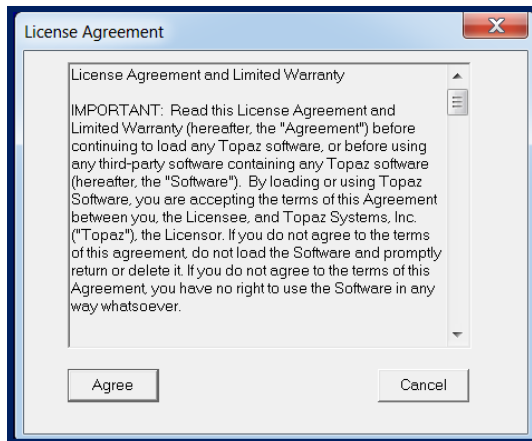 License Agreement
License Agreement and Limited Warranty
IMPORTANT:  Read this License Agreement and
Limited Warranty (hereafter, the "Agreement") before
continuing to load any Topaz software, or before using
any third-party software containing any Topaz software
(hereafter, the "Software").  By loading or using Topaz
Software, you are accepting the terms of this Agreement
between you, the Licensee, and Topaz Systems, Inc.
("Topaz"), the Licensor. If you do not agree to the terms
of this agreement, do not load the Software and promptly
return or delete it. If you do not agree to the terms of this
Agreement, you have no right to use the Software in any
way whatsoever.
Agree
Cancel